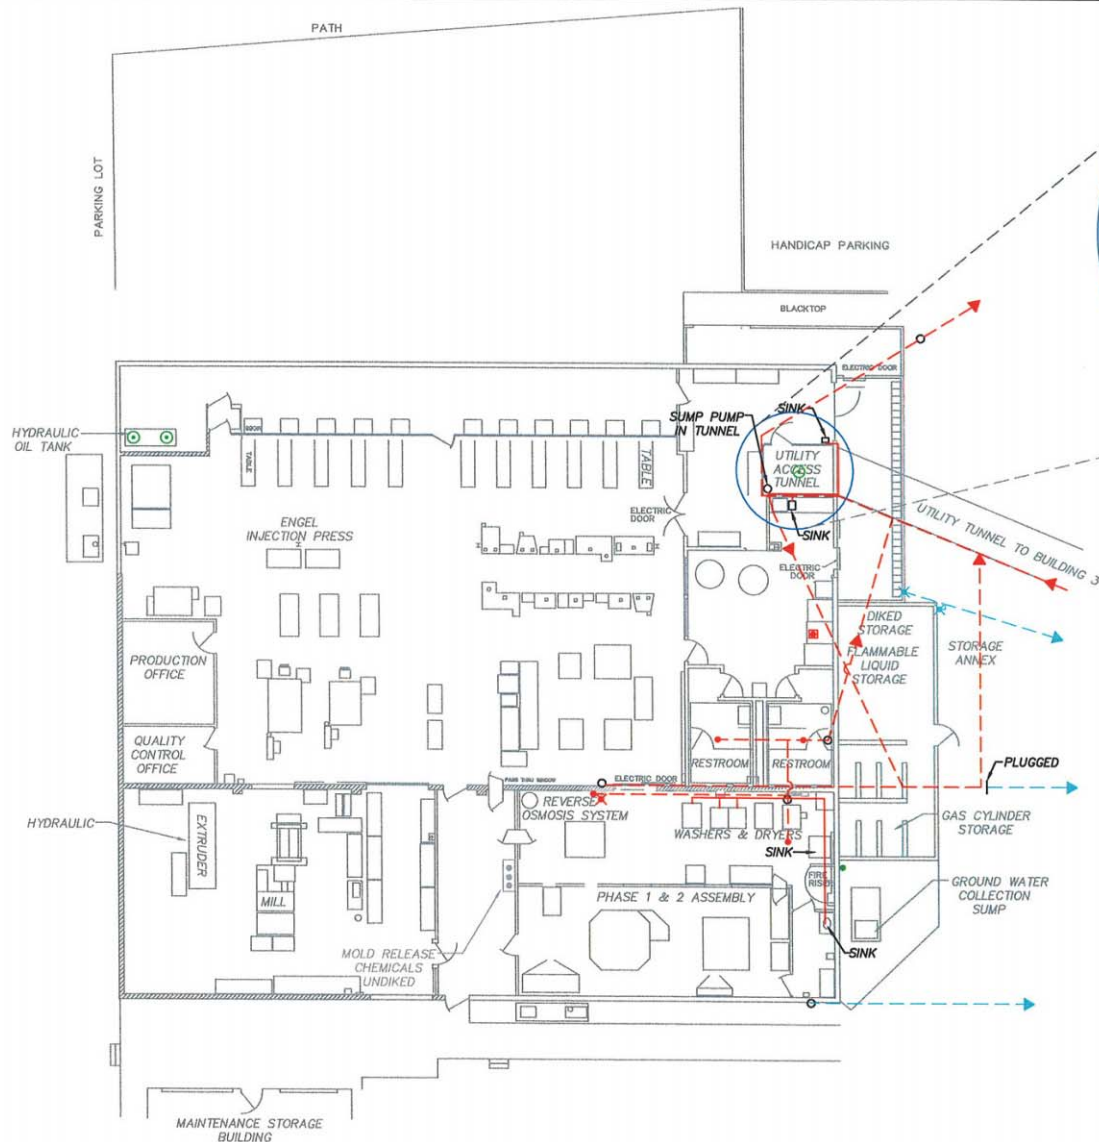 PATH
PARKING LOT
HANDICAP PARKING
BLACKTOP
ELECTRIC DOOR
SINK
SUMP PUMP
IN TUNNEL
HYDRAULIC
OIL TANK
TABLE
TABLE
UTILITY
ACCESS
TUNNEL
ELECTRIC
DOOR
ENGEL
INJECTION PRESS
SINK
UTILITY TUNNEL TO BUILDING 3
ELECTRIC
DOOR
DIKED
STORAGE
FLAMMABLE
LIQUID
STORAGE
STORAGE
ANNEX
PRODUCTION
OFFICE
QUALITY
CONTROL
OFFICE
RESTROOM
RESTROOM
PLUGGED
ELECTRIC DOOR
REVERSE
OSMOSIS SYSTEM
HYDRAULIC
EXTRUDER
WASHERS & DRYERS
GAS CYLINDER
STORAGE
SINK
FIRE
RISO
MILL
PHASE 1 & 2 ASSEMBLY
GROUND WATER
COLLECTION
SUMP
MOLD RELEASE
CHEMICALS
UNDIKED
SINK
MAINTENANCE STORAGE
BUILDING